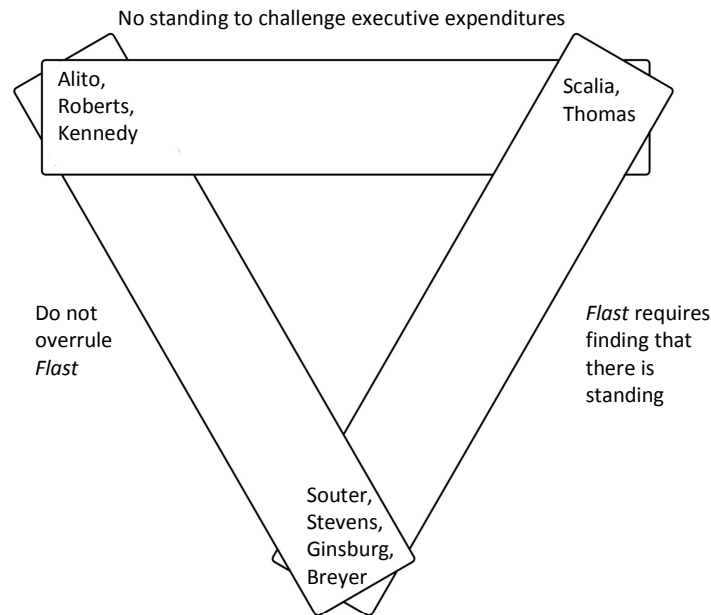 No standing to challenge executive expenditures
Alito,
Roberts,
Kennedy
Scalia,
Thomas
Do not
overrule
Flast
Flast requires
finding that
there is
standing
Souter,
Stevens,
Ginsburg,
Breyer